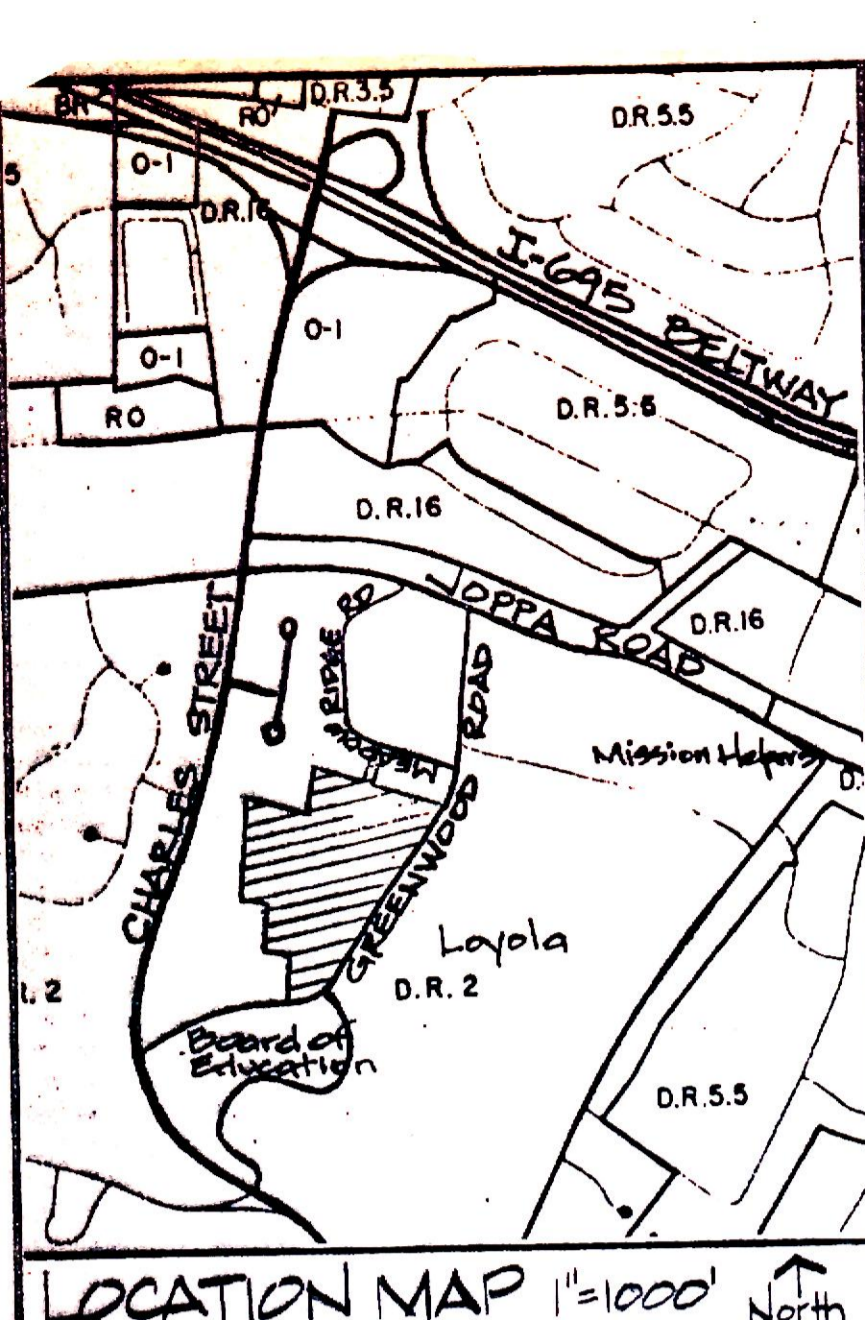 BR
RO
D.R.3.5
D.R.5.5
O-1
5
D.R.16
I-695 BELTWAY
O-1
O-1
D.R.5.5
RO
D.R.16
JOPPA ROAD
D.R.16
RIDGE RD
ROAD
CHARLES STREET
Mission Helpers
D.
GREENWOOD
Loyola
D.R. 2
. 2
Board of
Education
D.R.5.5
LOCATION MAP 1"=1000' North